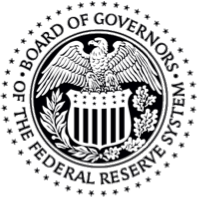 BOARD OF GOVERNORS
OF THE FEDERAL RESERVE SYSTEM